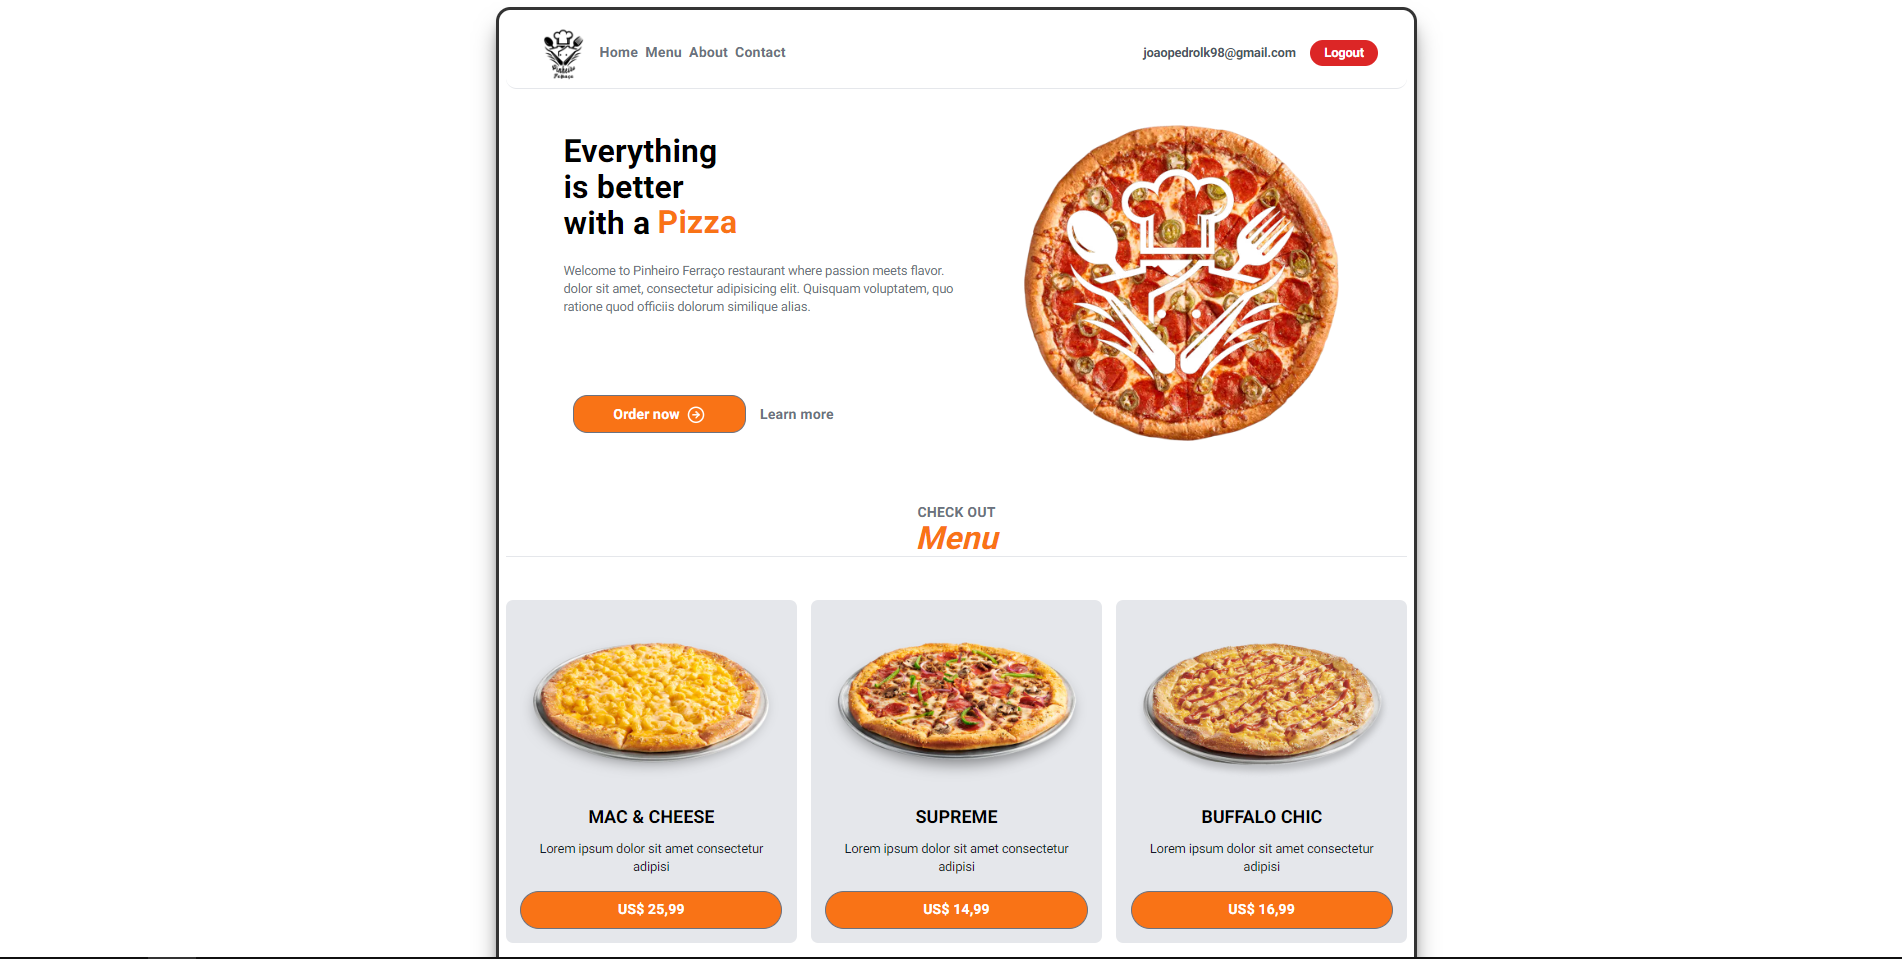 Pinheiro
Ferraço
Home Menu About Contact
joaopedrolk98@gmail.com
Logout
Everything
is better
with a Pizza
Welcome to Pinheiro Ferraço restaurant where passion meets flavor.
dolor sit amet, consectetur adipisicing elit. Quisquam voluptatem, quo
ratione quod officiis dolorum similique alias.
Order now
Learn more
CHECK OUT
Menu
MAC & CHEESE
Lorem ipsum dolor sit amet consectetur
adipisi
US$ 25,99
SUPREME
Lorem ipsum dolor sit amet consectetur
adipisi
US$ 14,99
BUFFALO CHIC
Lorem ipsum dolor sit amet consectetur
adipisi
US$ 16,99